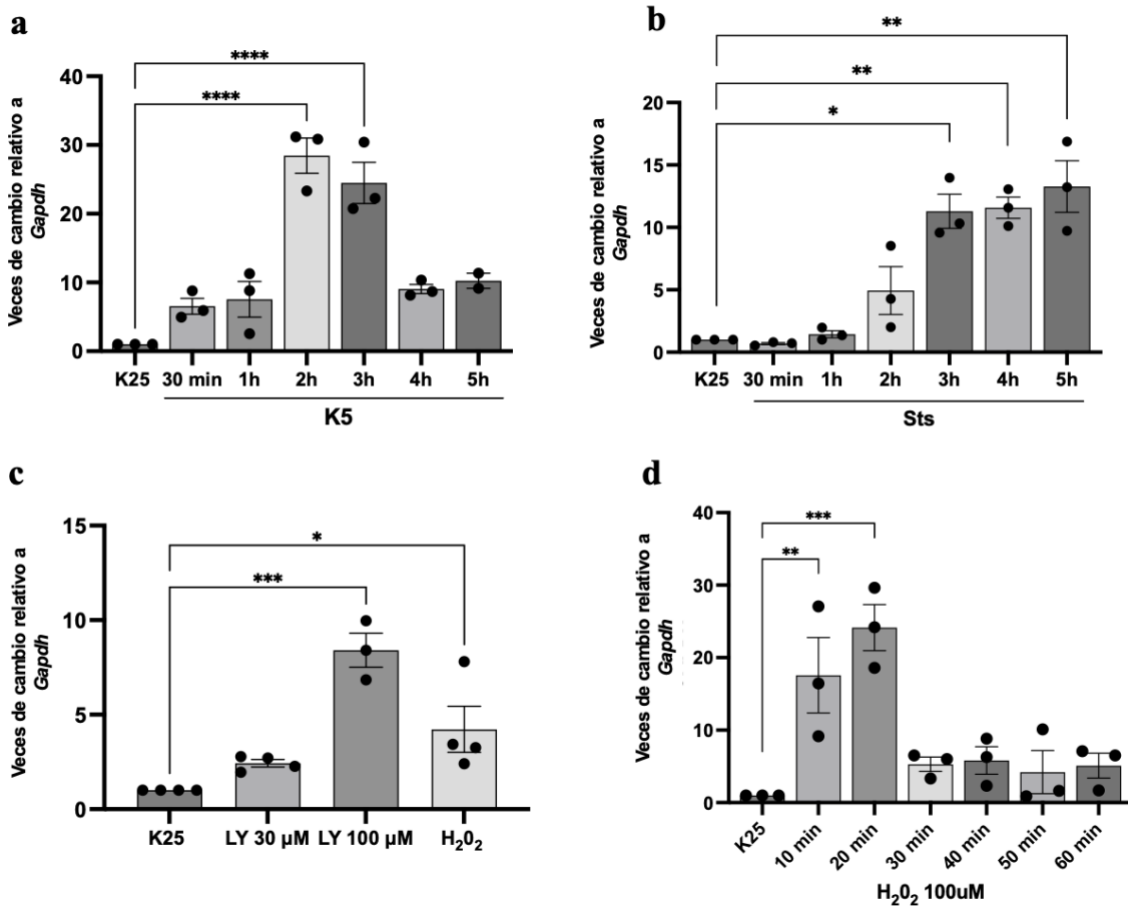 a
Veces de cambio relativo a
Gapdh
40
30
20
10
0
****
****
K25 30 min 1h 2h 3h 4h 5h
K5
b
Veces de cambio relativo a
Gapdh
20
15
10
5
0
**
**
*
K25 30 min 1h 2h 3h 4h 5h
Sts
c
Veces de cambio relativo a
Gapdh
15
10
5
0
*
***
K25 LY 30 µM LY 100 µM H₂0₂
d
Veces de cambio relativo a
Gapdh
40
30
20
10
0
***
**
K25 10 min 20 min 30 min 40 min 50 min 60 min
H₂0₂ 100uM